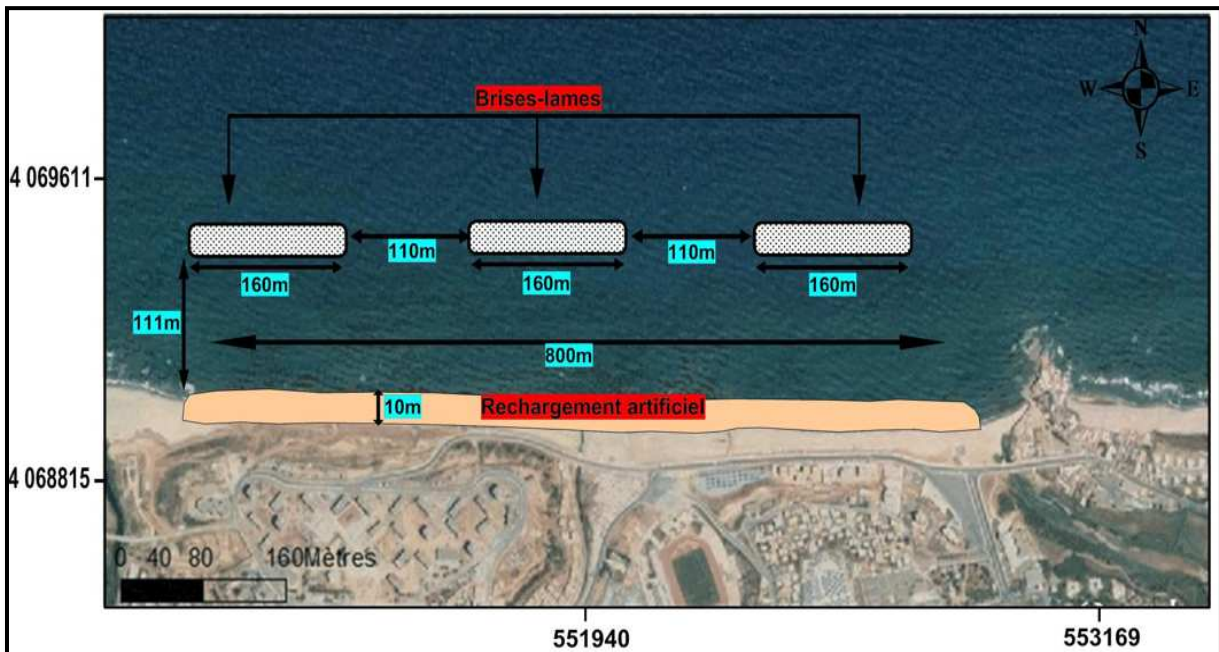 N
W E
S
Brises-lames
4 069611
110m
110m
160m
160m
160m
111m
800m
10m
Rechargement artificiel
4 068815
0 40 80 160Mètres
551940
553169